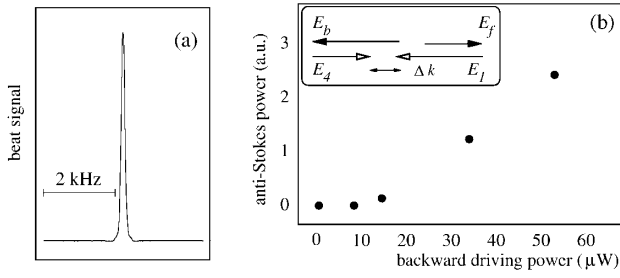 (a)
beat signal
2 kHz
(b)
anti-Stokes power (a.u.)
3
2
1
0
E_b E_f
E_4 Δk E_1
0 10 20 30 40 50 60
backward driving power (μW)